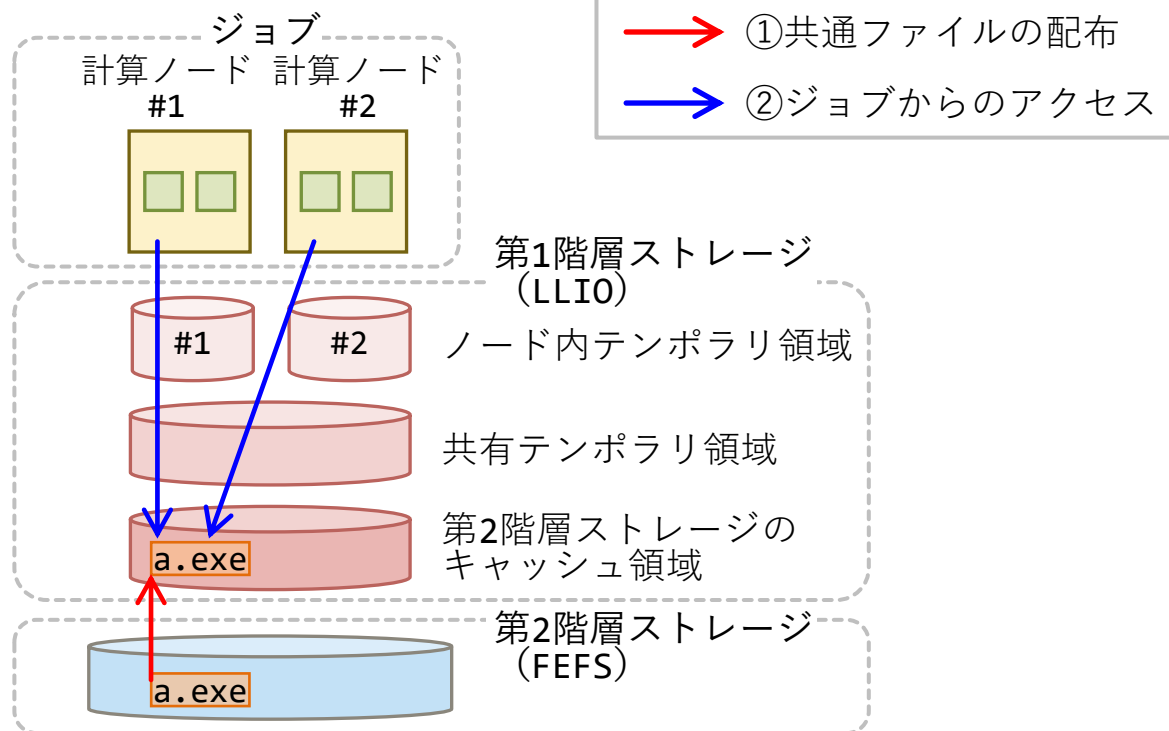 ジョブ
計算ノード 計算ノード
#1 #2
①共通ファイルの配布
②ジョブからのアクセス
第1階層ストレージ
（LLIO）
#1 #2 ノード内テンポラリ領域
共有テンポラリ領域
第2階層ストレージの
キャッシュ領域
a.exe
第2階層ストレージ
（FEFS）
a.exe